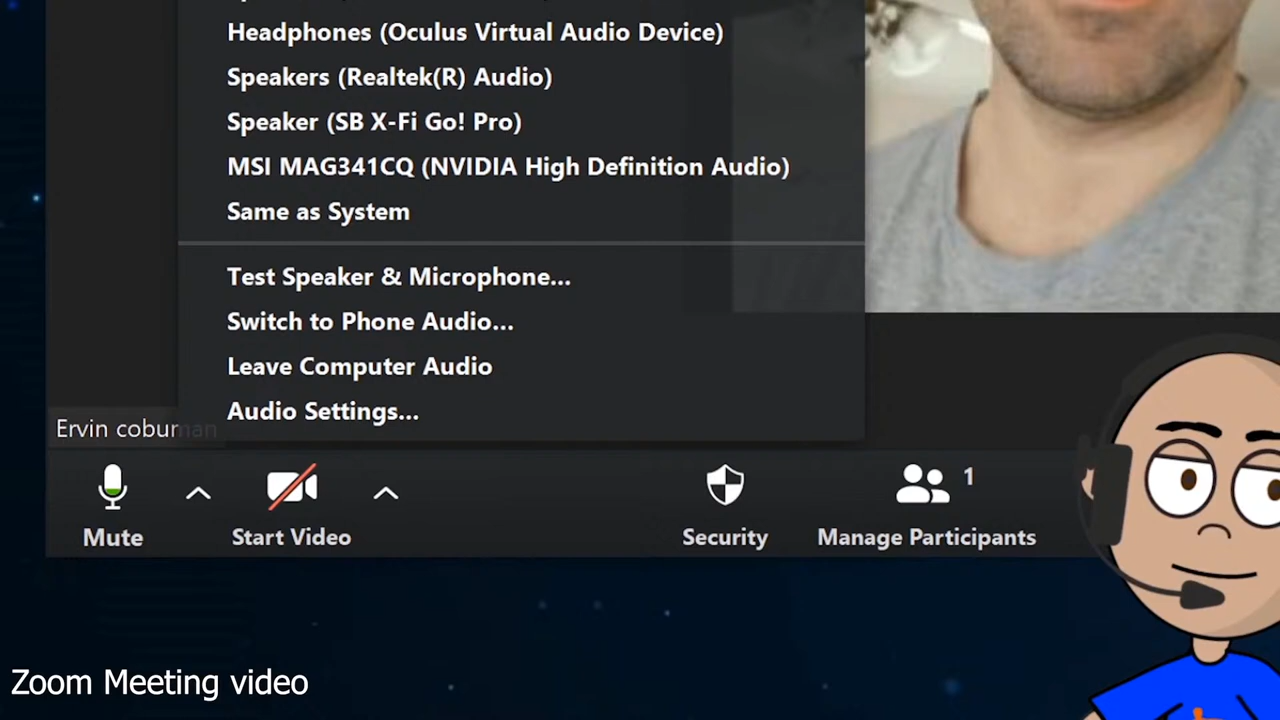 Headphones (Oculus Virtual Audio Device)
Speakers (Realtek(R) Audio)
Speaker (SB X-Fi Go! Pro)
MSI MAG341CQ (NVIDIA High Definition Audio)
Same as System
Test Speaker & Microphone...
Switch to Phone Audio...
Leave Computer Audio
Audio Settings...
Ervin cobuman
1
Mute
Start Video
Security
Manage Participants
Zoom Meeting video